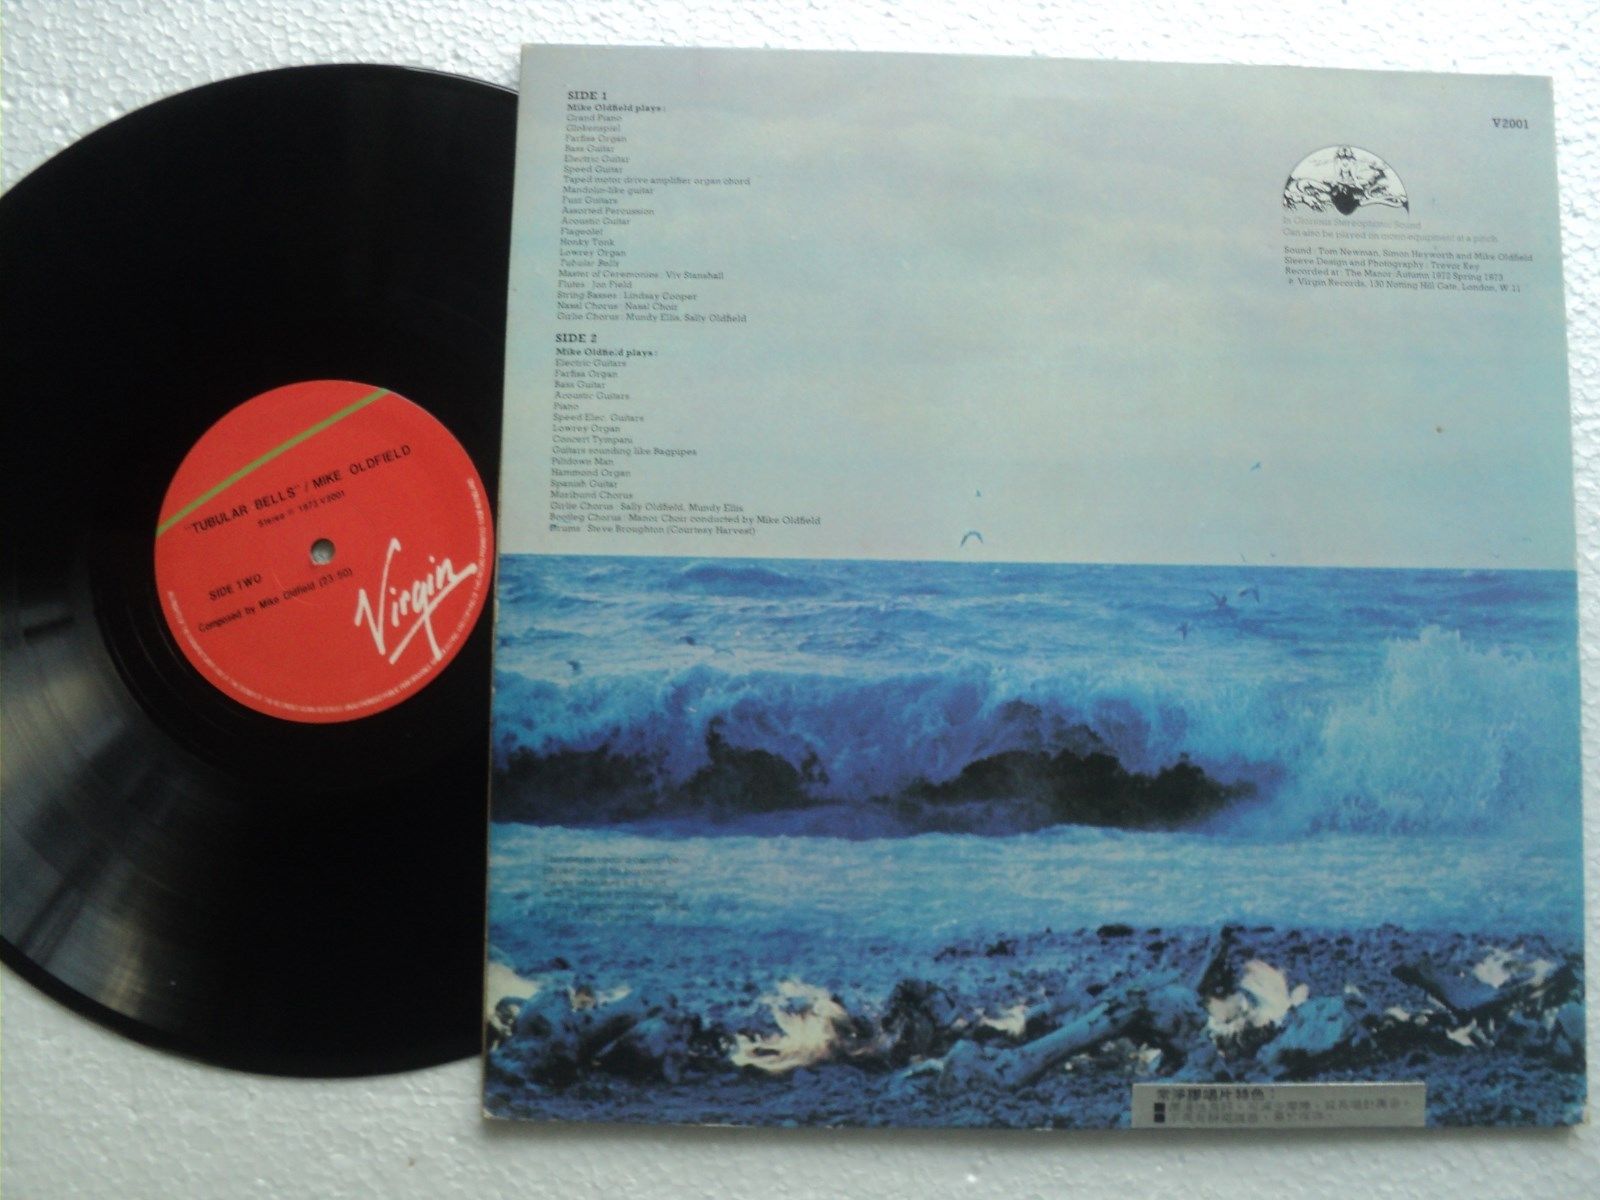 "TUBULAR BELLS" / MIKE OLDFIELD
Stereo ℗ 1973 V2001
SIDE TWO
Composed by Mike Oldfield (23.50)
Virgin
SIDE 1
Mike Oldfield plays:
Grand Piano
Glokenspiel
Farfisa Organ
Bass Guitar
Electric Guitar
Speed Guitar
Taped motor drive amplifier organ chord
Mandolin-like guitar
Fuzz Guitars
Assorted Percussion
Acoustic Guitar
Flageolet
Honky Tonk
Lowrey Organ
Tubular Bells
Master of Ceremonies: Viv Stanshall
Flutes: Jon Field
String Basses: Lindsay Cooper
Nasal Chorus: Nasal Choir
Girlie Chorus: Mundy Ellis, Sally Oldfield
SIDE 2
Mike Oldfield plays:
Electric Guitars
Farfisa Organ
Bass Guitar
Acoustic Guitars
Piano
Speed Elec. Guitars
Lowrey Organ
Concert Tympani
Guitars sounding like Bagpipes
Piltdown Man
Hammond Organ
Spanish Guitar
Moribund Chorus
Girlie Chorus: Sally Oldfield, Mundy Ellis
Bootleg Chorus: Manor Choir conducted by Mike Oldfield
Drums: Steve Broughton (Courtesy Harvest)
V2001
In Glorious Stereophonic Sound
Can also be played on mono equipment at a pinch
Sound: Tom Newman, Simon Heyworth and Mike Oldfield
Sleeve Design and Photography: Trevor Key
Recorded at: The Manor: Autumn 1972 Spring 1973
℗ Virgin Records, 130 Notting Hill Gate, London, W.11
膠唱片特色：